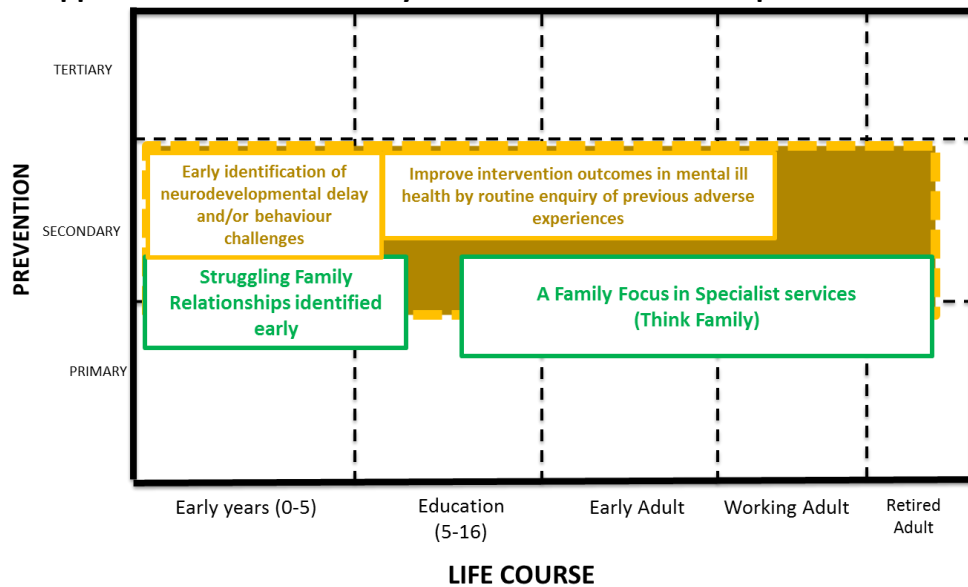 TERTIARY
SECONDARY
PRIMARY
PREVENTION
Early identification of
neurodevelopmental delay
and/or behaviour
challenges
Improve intervention outcomes in mental ill
health by routine enquiry of previous adverse
experiences
Struggling Family
Relationships identified
early
A Family Focus in Specialist services
(Think Family)
Early years (0-5)
Education
(5-16)
Early Adult
Working Adult
Retired
Adult
LIFE COURSE